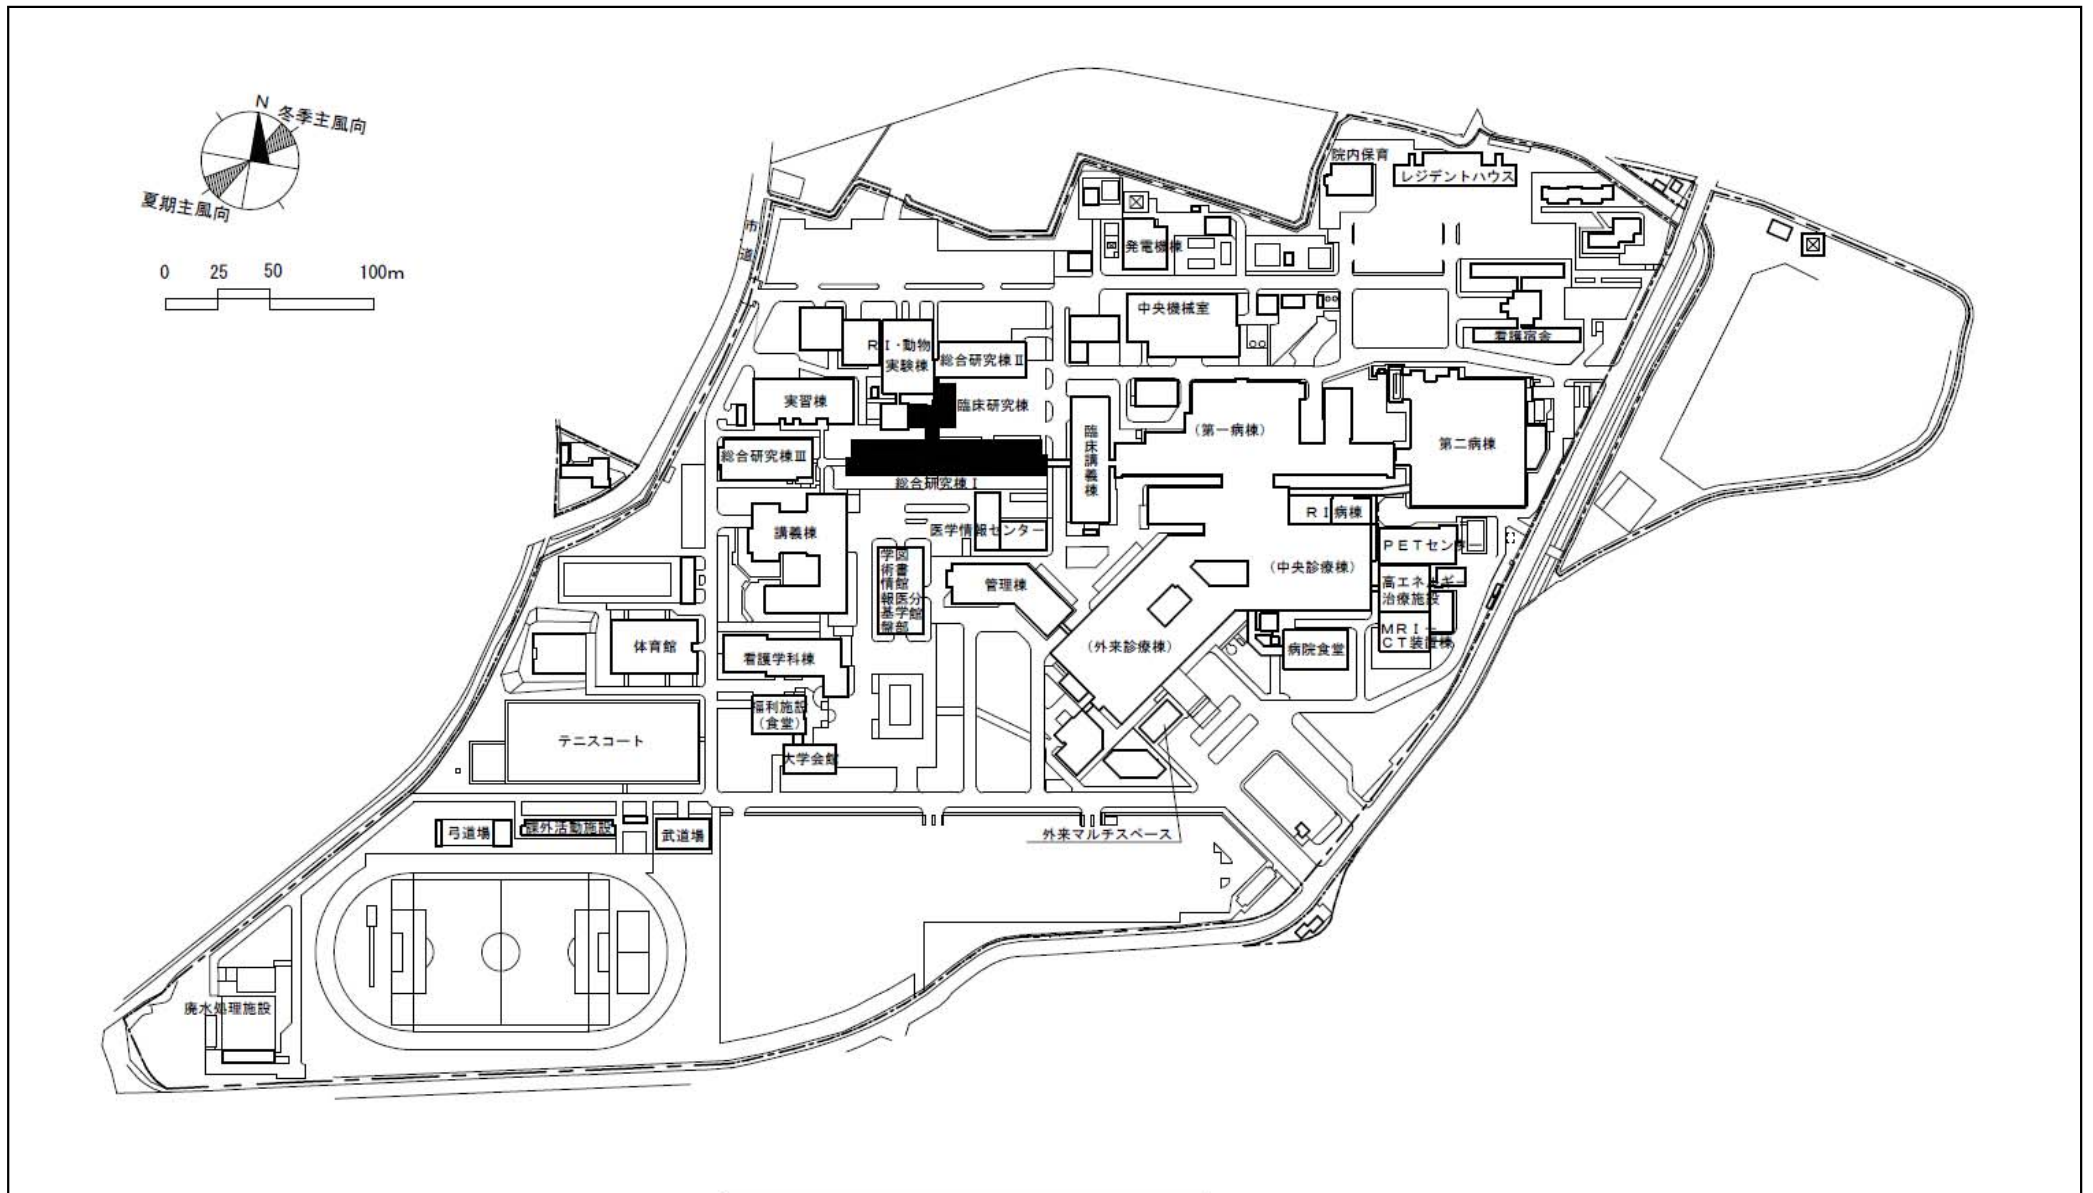 N
冬季主風向
夏期主風向
0 25 50 100m
市道
院内保育
レジデントハウス
発電機棟
中央機械室
看護宿舎
RI・動物
実験棟
総合研究棟Ⅱ
実習棟
臨床研究棟
総合研究棟Ⅲ
総合研究棟Ⅰ
臨床講義棟
(第一病棟)
第二病棟
講義棟
医学情報センター
RI病棟
PETセンター
学術情報基盤
図書館医学部分館
管理棟
(中央診療棟)
高エネルギー
治療施設
MRI-
CT装置棟
体育館
看護学科棟
(外来診療棟)
病院食堂
福利施設
(食堂)
テニスコート
大学会館
弓道場
課外活動施設
武道場
外来マルチスペース
廃水処理施設